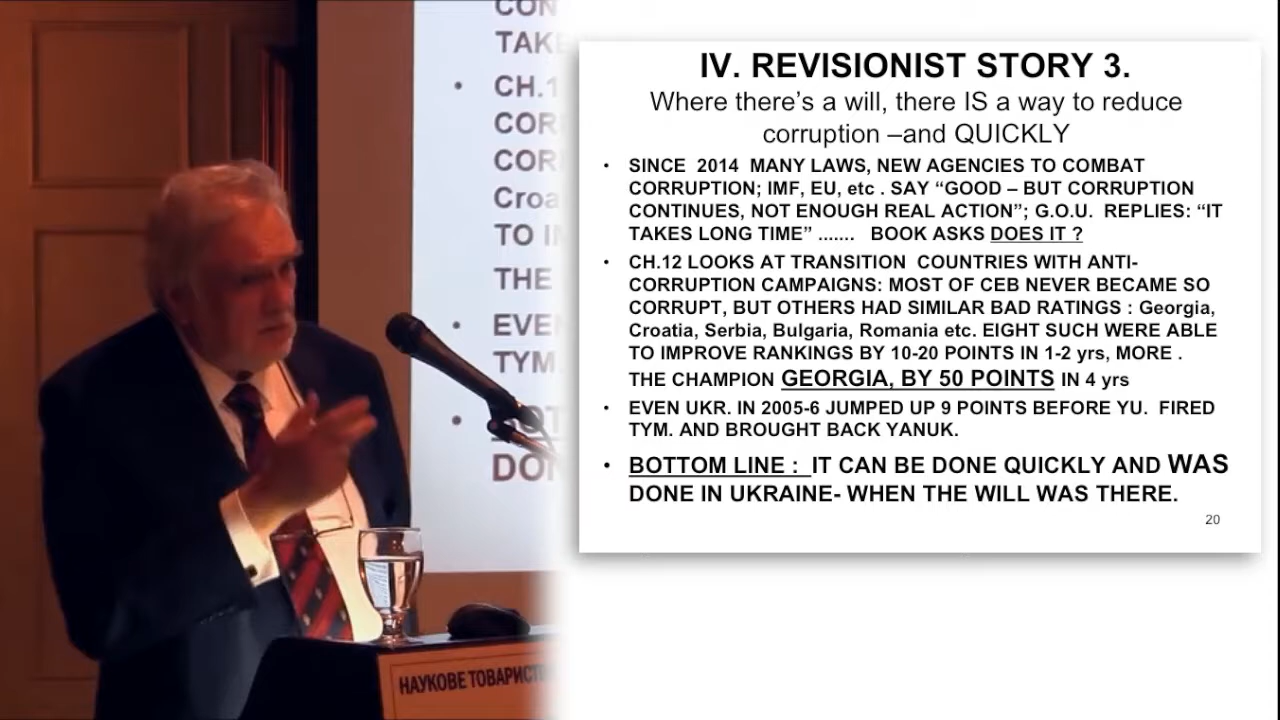 CON
TAKE
• CH.1
COR
COR
Croa
TO I
THE
• EVE
TYM.
•
DON
НАУКОВЕ ТОВАРИСТ
IV. REVISIONIST STORY 3.
Where there’s a will, there IS a way to reduce
corruption –and QUICKLY
• SINCE 2014 MANY LAWS, NEW AGENCIES TO COMBAT
CORRUPTION; IMF, EU, etc . SAY “GOOD – BUT CORRUPTION
CONTINUES, NOT ENOUGH REAL ACTION”; G.O.U. REPLIES: “IT
TAKES LONG TIME” ....... BOOK ASKS DOES IT ?
• CH.12 LOOKS AT TRANSITION COUNTRIES WITH ANTI-
CORRUPTION CAMPAIGNS: MOST OF CEB NEVER BECAME SO
CORRUPT, BUT OTHERS HAD SIMILAR BAD RATINGS : Georgia,
Croatia, Serbia, Bulgaria, Romania etc. EIGHT SUCH WERE ABLE
TO IMPROVE RANKINGS BY 10-20 POINTS IN 1-2 yrs, MORE .
THE CHAMPION GEORGIA, BY 50 POINTS IN 4 yrs
• EVEN UKR. IN 2005-6 JUMPED UP 9 POINTS BEFORE YU. FIRED
TYM. AND BROUGHT BACK YANUK.
• BOTTOM LINE : IT CAN BE DONE QUICKLY AND WAS
DONE IN UKRAINE- WHEN THE WILL WAS THERE.
20